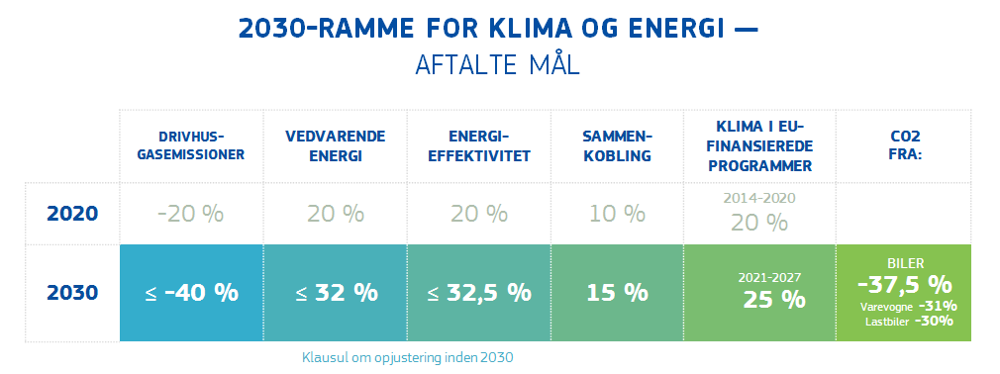 2030-RAMME FOR KLIMA OG ENERGI —
AFTALTE MÅL
DRIVHUS-
GASEMISSIONER
VEDVARENDE
ENERGI
ENERGI-
EFFEKTIVITET
SAMMEN-
KOBLING
KLIMA I EU-
FINANSIEREDE
PROGRAMMER
CO2
FRA:
2020
-20 %
20 %
20 %
10 %
2014-2020
20 %
2030
≤ -40 %
≤ 32 %
≤ 32,5 %
15 %
2021-2027
25 %
BILER
-37,5 %
Varevogne -31%
Lastbiler -30%
Klausul om opjustering inden 2030